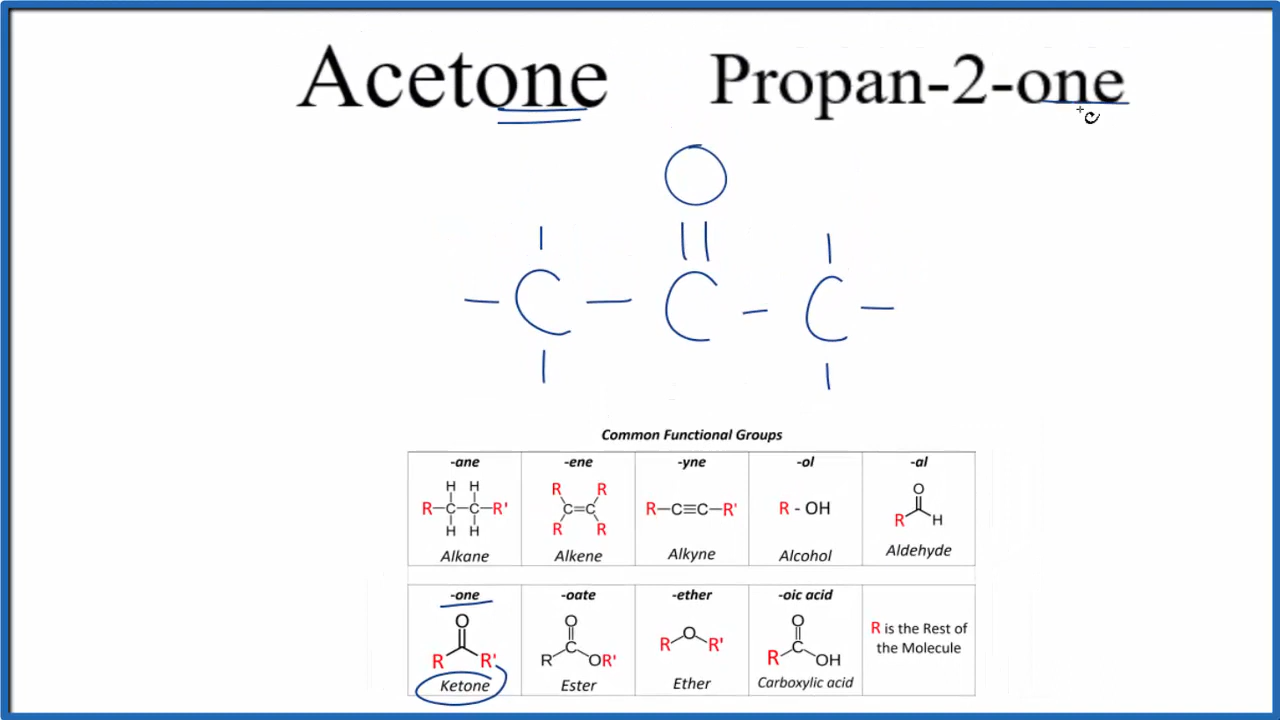 Acetone Propan-2-one
O
C C C
Common Functional Groups
-ane -ene -yne -ol -al
H H
R C C R'
H H
R R
C C
R R
R C C R'
R - OH
O
R H
Alkane Alkene Alkyne Alcohol Aldehyde
-one -oate -ether -oic acid
O
R R'
O
C
R OR'
O
R R'
O
C
R OH
R is the Rest of
the Molecule
Ketone Ester Ether Carboxylic acid